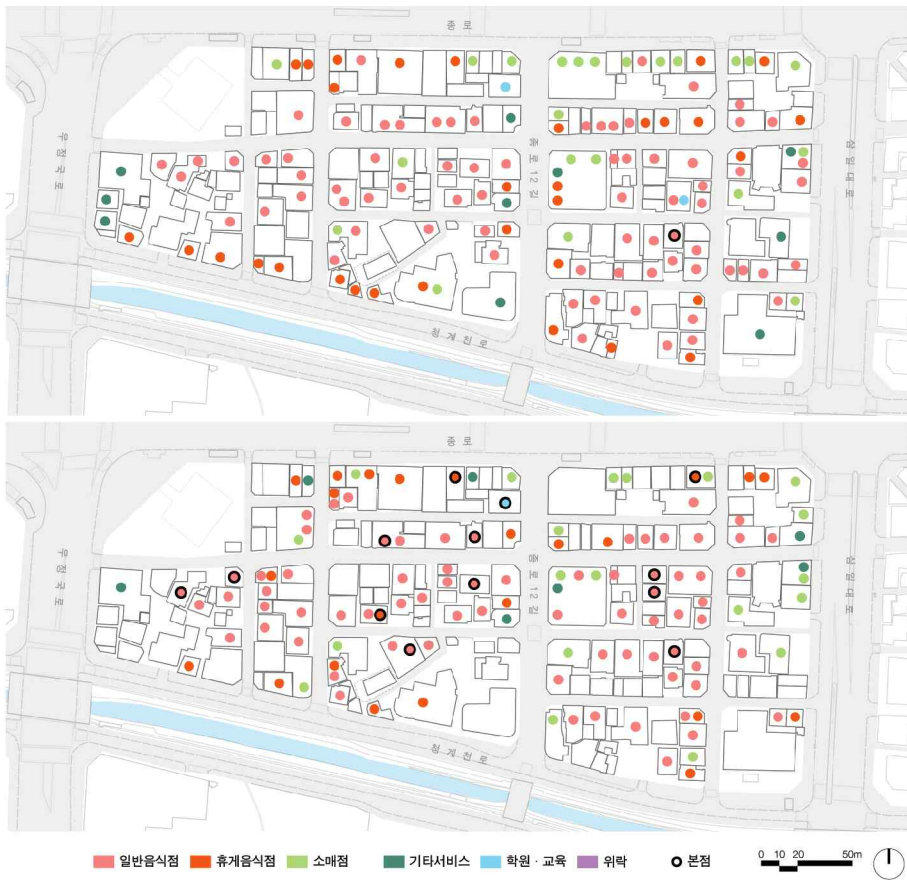 종로
우정국로
종로12길
삼일대로
청계천로
종로
우정국로
종로12길
삼일대로
청계천로
일반음식점 휴게음식점 소매점 기타서비스 학원 · 교육 위락 본점 0 10 20 50m